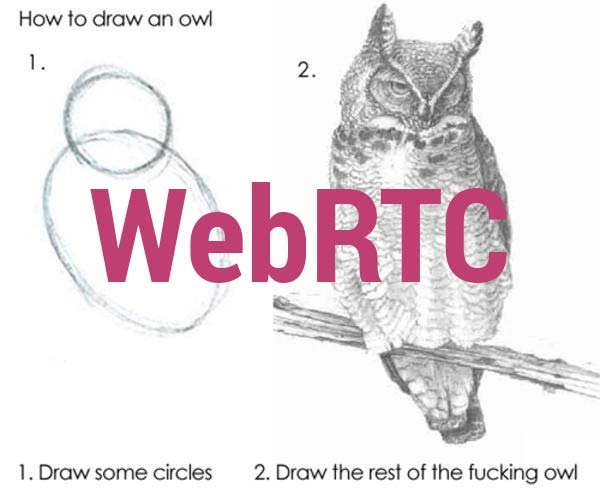 How to draw an owl
1.
2.
WebRTC
1. Draw some circles
2. Draw the rest of the fucking owl